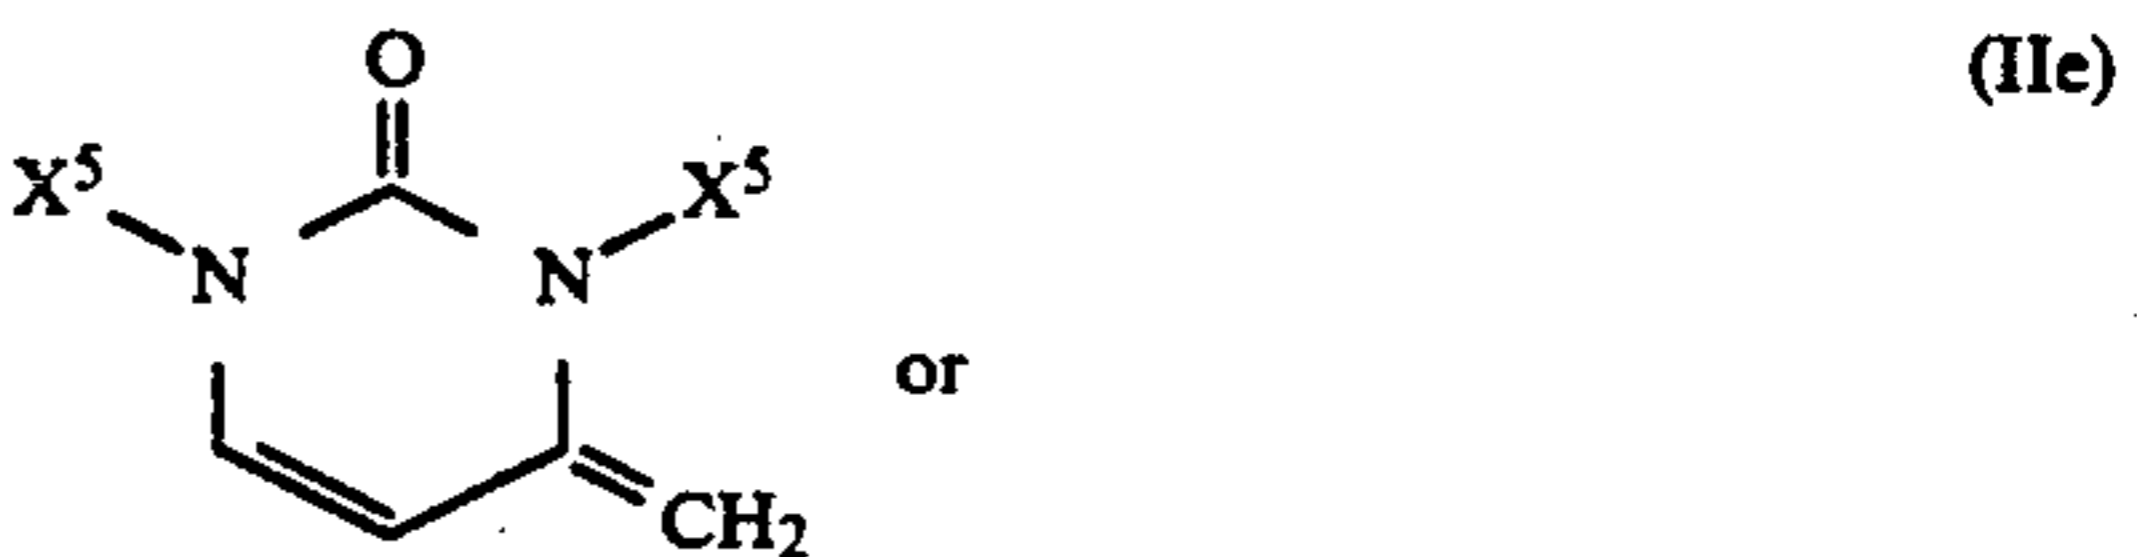 O
(IIe)
X⁵
X⁵
N
N
or
CH₂